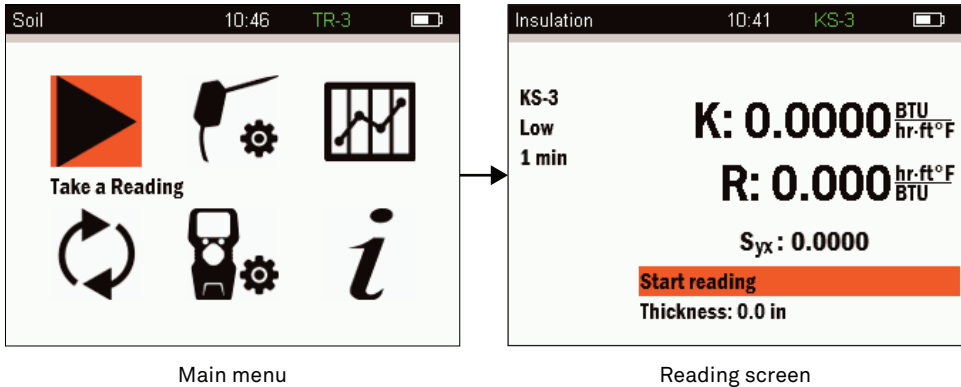 Soil 10:46 TR-3
Take a Reading
i
Insulation 10:41 KS-3
KS-3
Low
1 min
K: 0.0000 BTU
hr·ft°F
R: 0.000 hr·ft°F
BTU
Syx : 0.0000
Start reading
Thickness: 0.0 in
Main menu
Reading screen